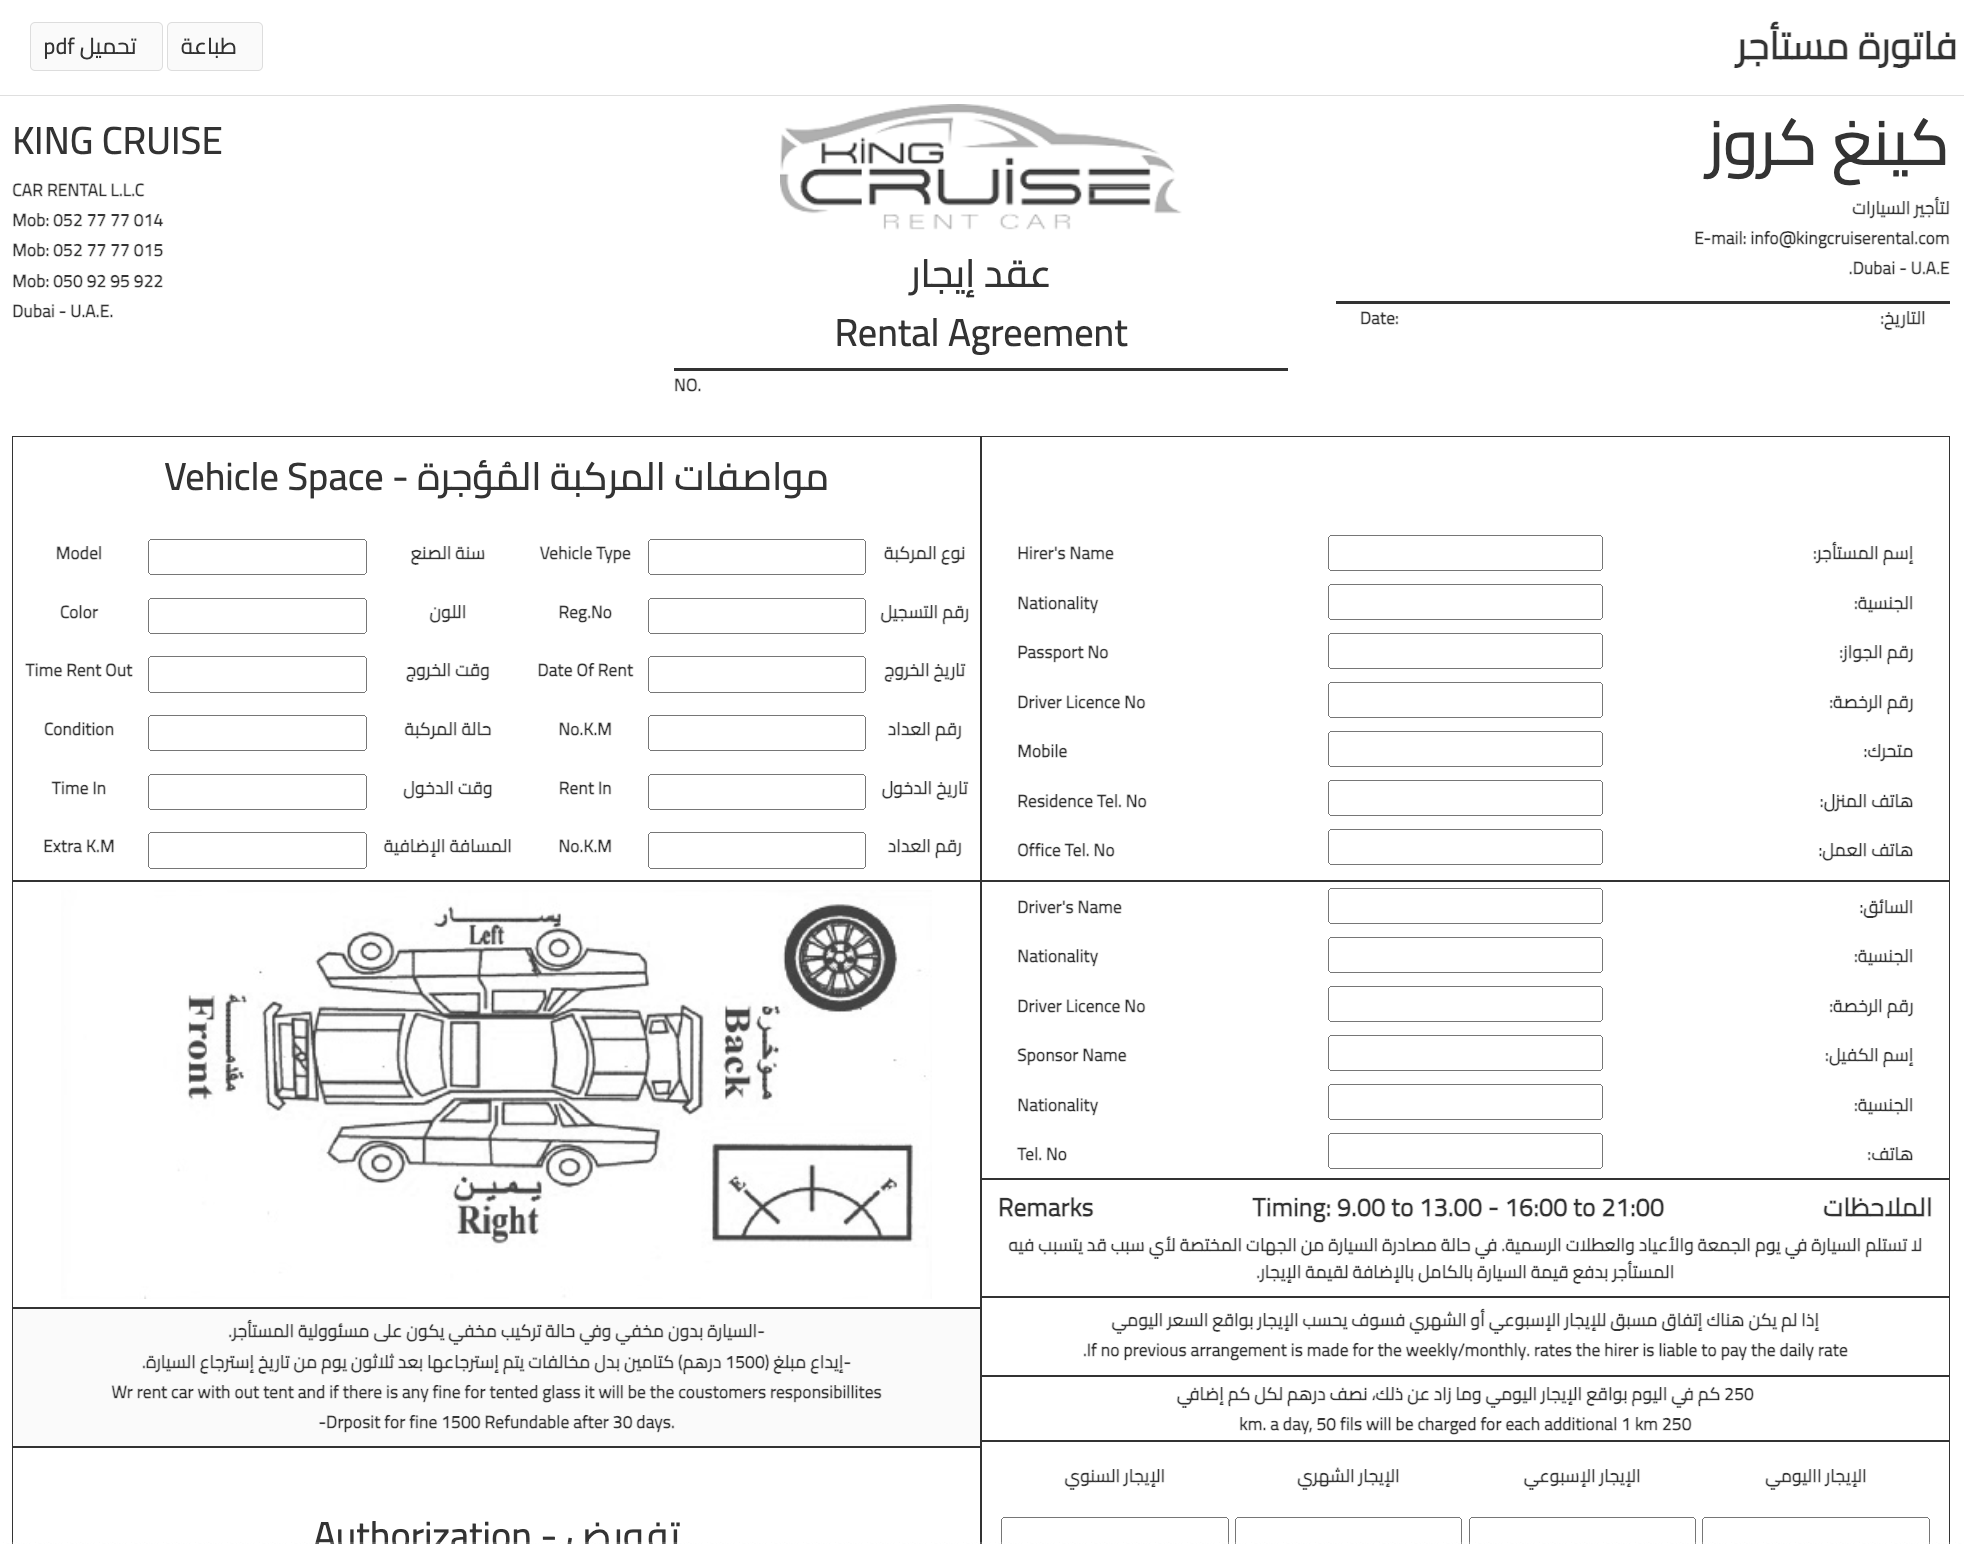 فاتورة مستأجر
طباعة
تحميل pdf
KING CRUISE
CAR RENTAL L.L.C
Mob: 052 77 77 014
Mob: 052 77 77 015
Mob: 050 92 95 922
Dubai - U.A.E.
KING
CRUISE
RENT CAR
عقد إيجار
Rental Agreement
NO.
كينغ كروز
لتأجير السيارات
E-mail: info@kingcruiserental.com
.Dubai - U.A.E
Date: التاريخ:
مواصفات المركبة المُؤجرة - Vehicle Space
Model سنة الصنع Vehicle Type نوع المركبة
Color اللون Reg.No رقم التسجيل
Time Rent Out وقت الخروج Date Of Rent تاريخ الخروج
Condition حالة المركبة No.K.M رقم العداد
Time In وقت الدخول Rent In تاريخ الدخول
Extra K.M المسافة الإضافية No.K.M رقم العداد
Hirer's Name إسم المستأجر:
Nationality الجنسية:
Passport No رقم الجواز:
Driver Licence No رقم الرخصة:
Mobile متحرك:
Residence Tel. No هاتف المنزل:
Office Tel. No هاتف العمل:
يسار
Left
Front
مقدمة
Back
مؤخرة
يمين
Right
E F
Driver's Name السائق:
Nationality الجنسية:
Driver Licence No رقم الرخصة:
Sponsor Name إسم الكفيل:
Nationality الجنسية:
Tel. No هاتف:
Remarks Timing: 9.00 to 13.00 - 16:00 to 21:00 الملاحظات
لا تستلم السيارة في يوم الجمعة والأعياد والعطلات الرسمية. في حالة مصادرة السيارة من الجهات المختصة لأي سبب قد يتسبب فيه
المستأجر بدفع قيمة السيارة بالكامل بالإضافة لقيمة الإيجار.
إذا لم يكن هناك إتفاق مسبق للإيجار الإسبوعي أو الشهري فسوف يحسب الإيجار بواقع السعر اليومي
.If no previous arrangement is made for the weekly/monthly. rates the hirer is liable to pay the daily rate
250 كم في اليوم بواقع الإيجار اليومي وما زاد عن ذلك، نصف درهم لكل كم إضافي
km. a day, 50 fils will be charged for each additional 1 km 250
الإيجار االيومي الإيجار الإسبوعي الإيجار الشهري الإيجار السنوي
-السيارة بدون مخفي وفي حالة تركيب مخفي يكون على مسئوولية المستأجر.
-إيداع مبلغ (1500 درهم) كتامين بدل مخالفات يتم إسترجاعها بعد ثلاثون يوم من تاريخ إسترجاع السيارة.
Wr rent car with out tent and if there is any fine for tented glass it will be the coustomers responsibillites
-Drposit for fine 1500 Refundable after 30 days.
تفويض - Authorization